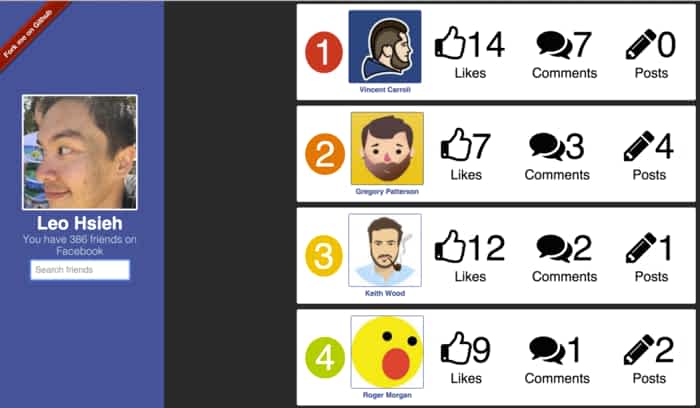 Fork me on Github
Leo Hsieh
You have 386 friends on
Facebook
Search friends
1
14
7
0
Vincent Carroll
Likes
Comments
Posts
2
7
3
4
Gregory Patterson
Likes
Comments
Posts
3
12
2
1
Keith Wood
Likes
Comments
Posts
4
9
1
2
Roger Morgan
Likes
Comments
Posts